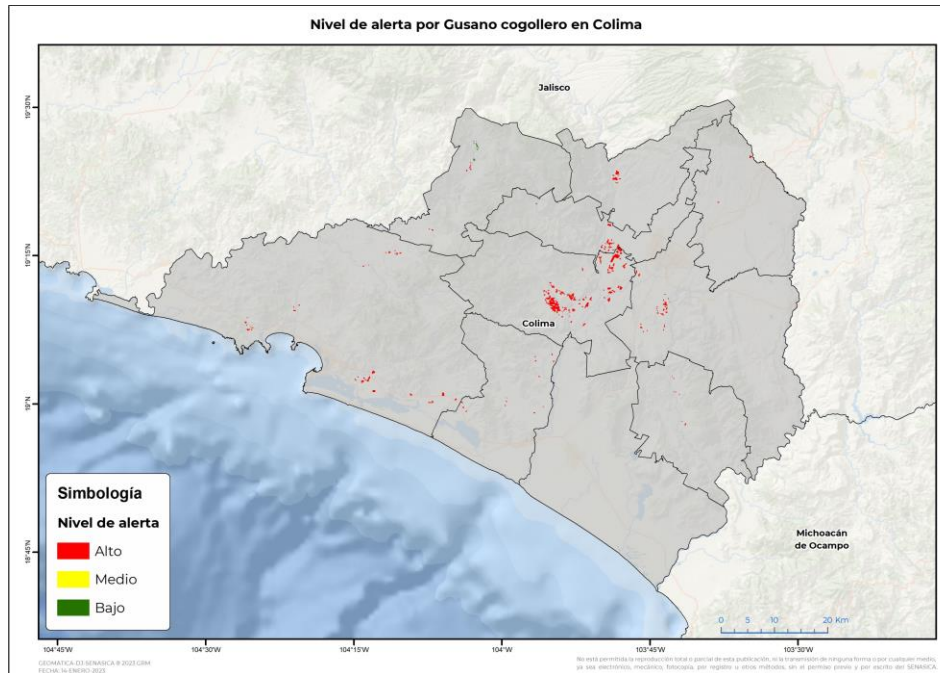 Nivel de alerta por Gusano cogollero en Colima
Jalisco
19°30'N
19°15'N
Colima
19°N
18°45'N
Simbología
Nivel de alerta
Alto
Medio
Bajo
Michoacán
de Ocampo
0 5 10 20 Km
104°45'W 104°30'W 104°15'W 104°W 103°45'W 103°30'W
GEOMATICA-DJ-SENASICA ® 2023 GRM
FECHA: 14-ENERO-2023
No está permitida la reproducción total o parcial de esta publicación, ni la transmisión de ninguna forma o por cualquier medio,
ya sea electrónico, mecánico, fotocopia, por registro u otros métodos, sin el permiso previo y por escrito del SENASICA.